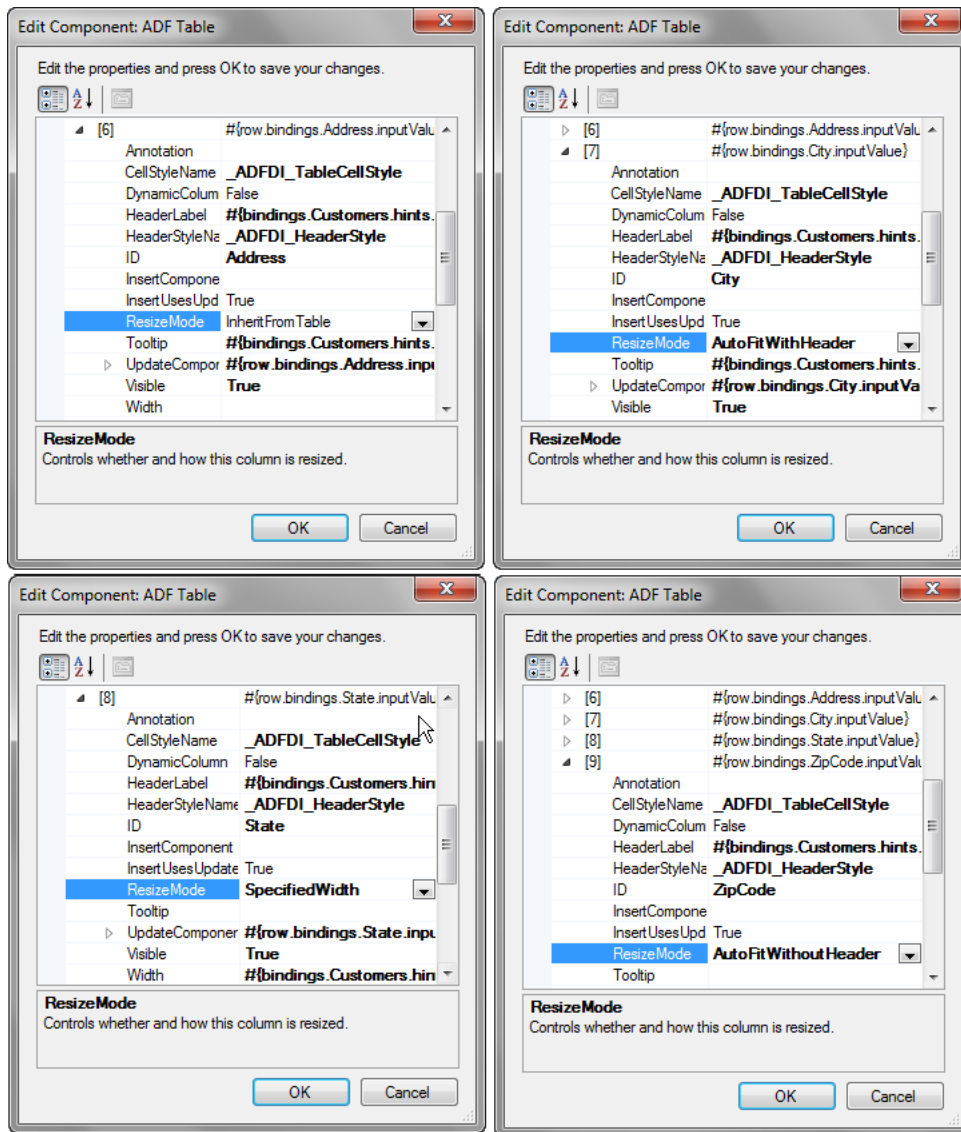 Edit Component: ADF Table
Edit the properties and press OK to save your changes.
[6] #{row.bindings.Address.inputValu
Annotation
CellStyleName _ADFDI_TableCellStyle
DynamicColum False
HeaderLabel #{bindings.Customers.hints.
HeaderStyleNa _ADFDI_HeaderStyle
ID Address
InsertCompone
InsertUsesUpd True
ResizeMode InheritFromTable
Tooltip #{bindings.Customers.hints.
UpdateCompor #{row.bindings.Address.inpu
Visible True
Width
ResizeMode
Controls whether and how this column is resized.
OK Cancel
Edit Component: ADF Table
Edit the properties and press OK to save your changes.
[6] #{row.bindings.Address.inputValu
[7] #{row.bindings.City.inputValue}
Annotation
CellStyleName _ADFDI_TableCellStyle
DynamicColum False
HeaderLabel #{bindings.Customers.hints.
HeaderStyleNa _ADFDI_HeaderStyle
ID City
InsertCompone
InsertUsesUpd True
ResizeMode AutoFitWithHeader
Tooltip #{bindings.Customers.hints.
UpdateCompor #{row.bindings.City.inputVa
Visible True
ResizeMode
Controls whether and how this column is resized.
OK Cancel
Edit Component: ADF Table
Edit the properties and press OK to save your changes.
[8] #{row.bindings.State.inputValu
Annotation
CellStyleName _ADFDI_TableCellStyle
DynamicColumn False
HeaderLabel #{bindings.Customers.hin
HeaderStyleName _ADFDI_HeaderStyle
ID State
InsertComponent
InsertUsesUpdate True
ResizeMode SpecifiedWidth
Tooltip
UpdateComponer #{row.bindings.State.inpu
Visible True
Width #{bindings.Customers.hin
ResizeMode
Controls whether and how this column is resized.
OK Cancel
Edit Component: ADF Table
Edit the properties and press OK to save your changes.
[6] #{row.bindings.Address.inputValu
[7] #{row.bindings.City.inputValue}
[8] #{row.bindings.State.inputValue}
[9] #{row.bindings.ZipCode.inputValu
Annotation
CellStyleName _ADFDI_TableCellStyle
DynamicColum False
HeaderLabel #{bindings.Customers.hints.
HeaderStyleNa _ADFDI_HeaderStyle
ID ZipCode
InsertCompone
InsertUsesUpd True
ResizeMode AutoFitWithoutHeader
Tooltip
ResizeMode
Controls whether and how this column is resized.
OK Cancel